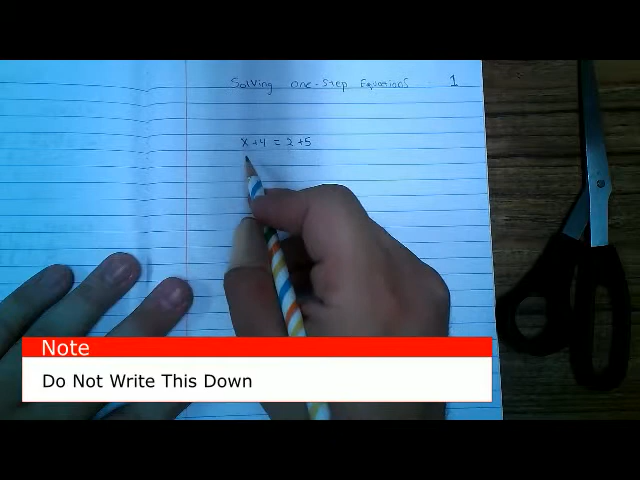 Solving one-step Equations 1
x+4 = 2+5
Note
Do Not Write This Down